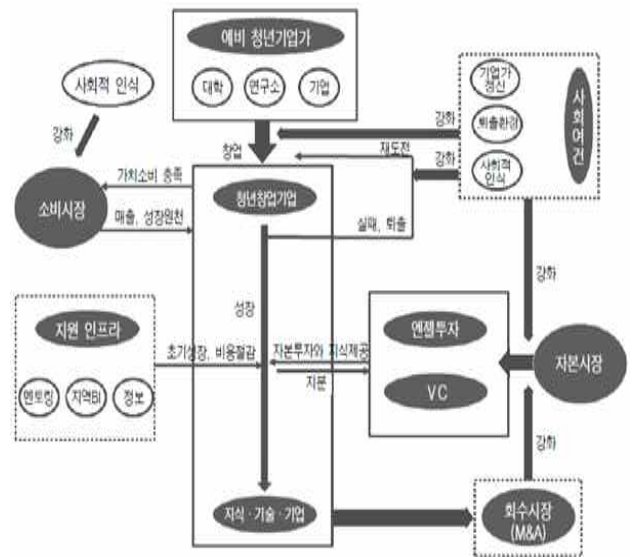 예비 청년기업가
대학 연구소 기업
사회적 인식
강화
기업가
정신
퇴출환경
사회적
인식
사회여건
강화
창업
재도전
강화
가치소비 충족
소비시장
매출, 성장원천
청년창업기업
실패, 퇴출
성장
강화
지원 인프라
멘토링 지역BI 정보
초기성장, 비용절감
자본투자와 지식제공
지분
엔젤투자
VC
자본시장
강화
지식·기술·기업
회수시장
(M&A)